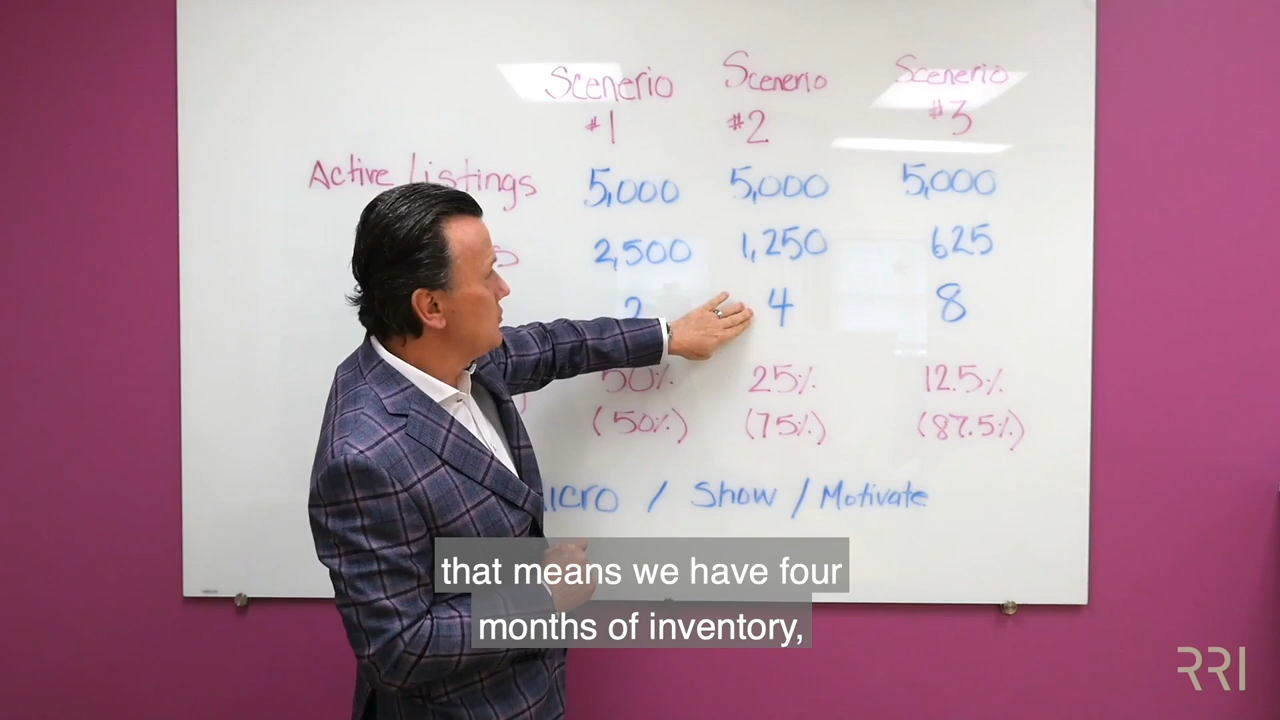 Scenerio Scenerio Scenerio
#1 #2 #3
Active Listings 5,000 5,000 5,000
2,500 1,250 625
2 4 8
50% 25% 12.5%
(50%) (75%) (87.5%)
/ Show / Motivate
that means we have four
months of inventory,
RRI